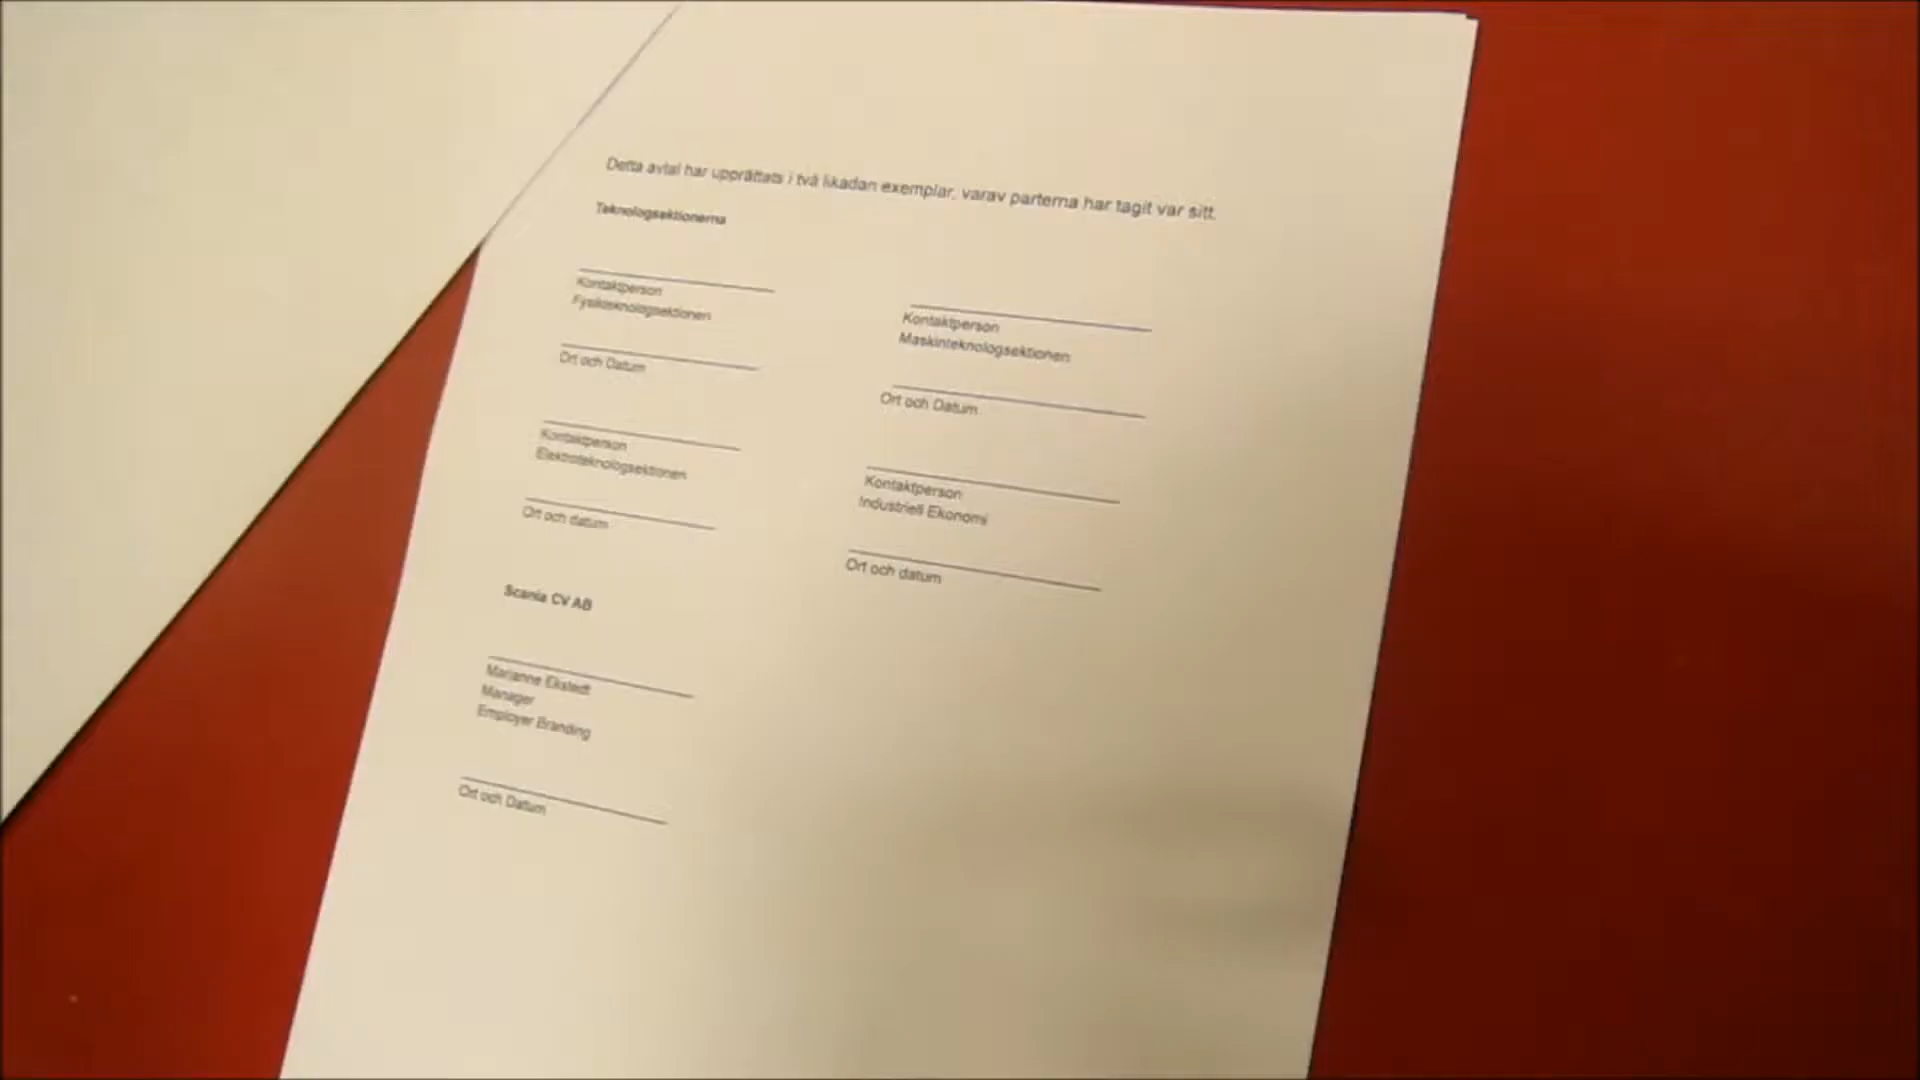 Detta avtal har upprättats i två likadan exemplar, varav parterna har tagit var sitt.
Teknologsektionerna
Kontaktperson
Fysikteknologsektionen
Ort och Datum
Kontaktperson
Maskinteknologsektionen
Ort och Datum
Kontaktperson
Elektroteknologsektionen
Ort och datum
Kontaktperson
Industriell Ekonomi
Ort och datum
Scania CV AB
Marianne Ekstedt
Manager
Employer Branding
Ort och Datum